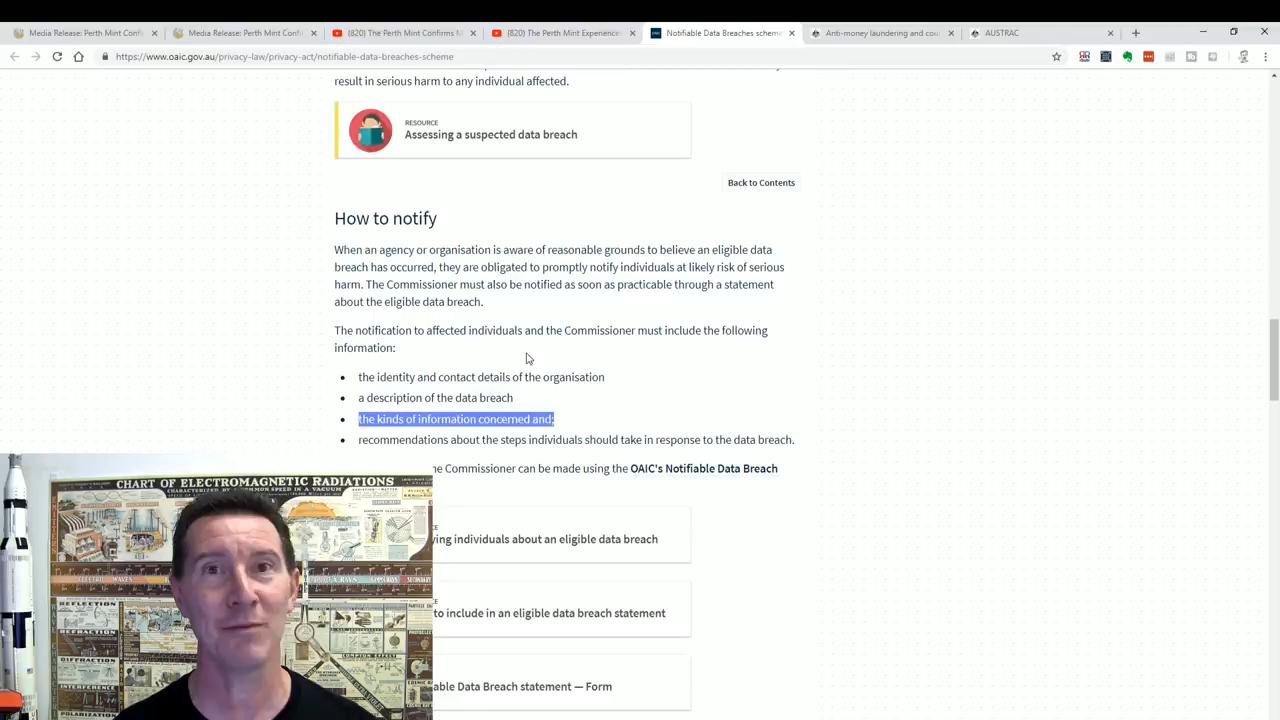 Media Release: Perth Mint Confi
Media Release: Perth Mint Confi
(820) The Perth Mint Confirms M
(820) The Perth Mint Experience
Notifiable Data Breaches scheme
Anti-money laundering and cou
AUSTRAC
https://www.oaic.gov.au/privacy-law/privacy-act/notifiable-data-breaches-scheme
result in serious harm to any individual affected.
RESOURCE
Assessing a suspected data breach
Back to Contents
How to notify
When an agency or organisation is aware of reasonable grounds to believe an eligible data
breach has occurred, they are obligated to promptly notify individuals at likely risk of serious
harm. The Commissioner must also be notified as soon as practicable through a statement
about the eligible data breach.
The notification to affected individuals and the Commissioner must include the following
information:
• the identity and contact details of the organisation
• a description of the data breach
• the kinds of information concerned and;
• recommendations about the steps individuals should take in response to the data breach.
the Commissioner can be made using the OAIC's Notifiable Data Breach
ying individuals about an eligible data breach
to include in an eligible data breach statement
able Data Breach statement — Form
CHART OF ELECTROMAGNETIC RADIATIONS
ELECTRIC WAVES
REFLECTION
REFRACTION
DIFFRACTION
INTERFERENCE
POLARIZATION